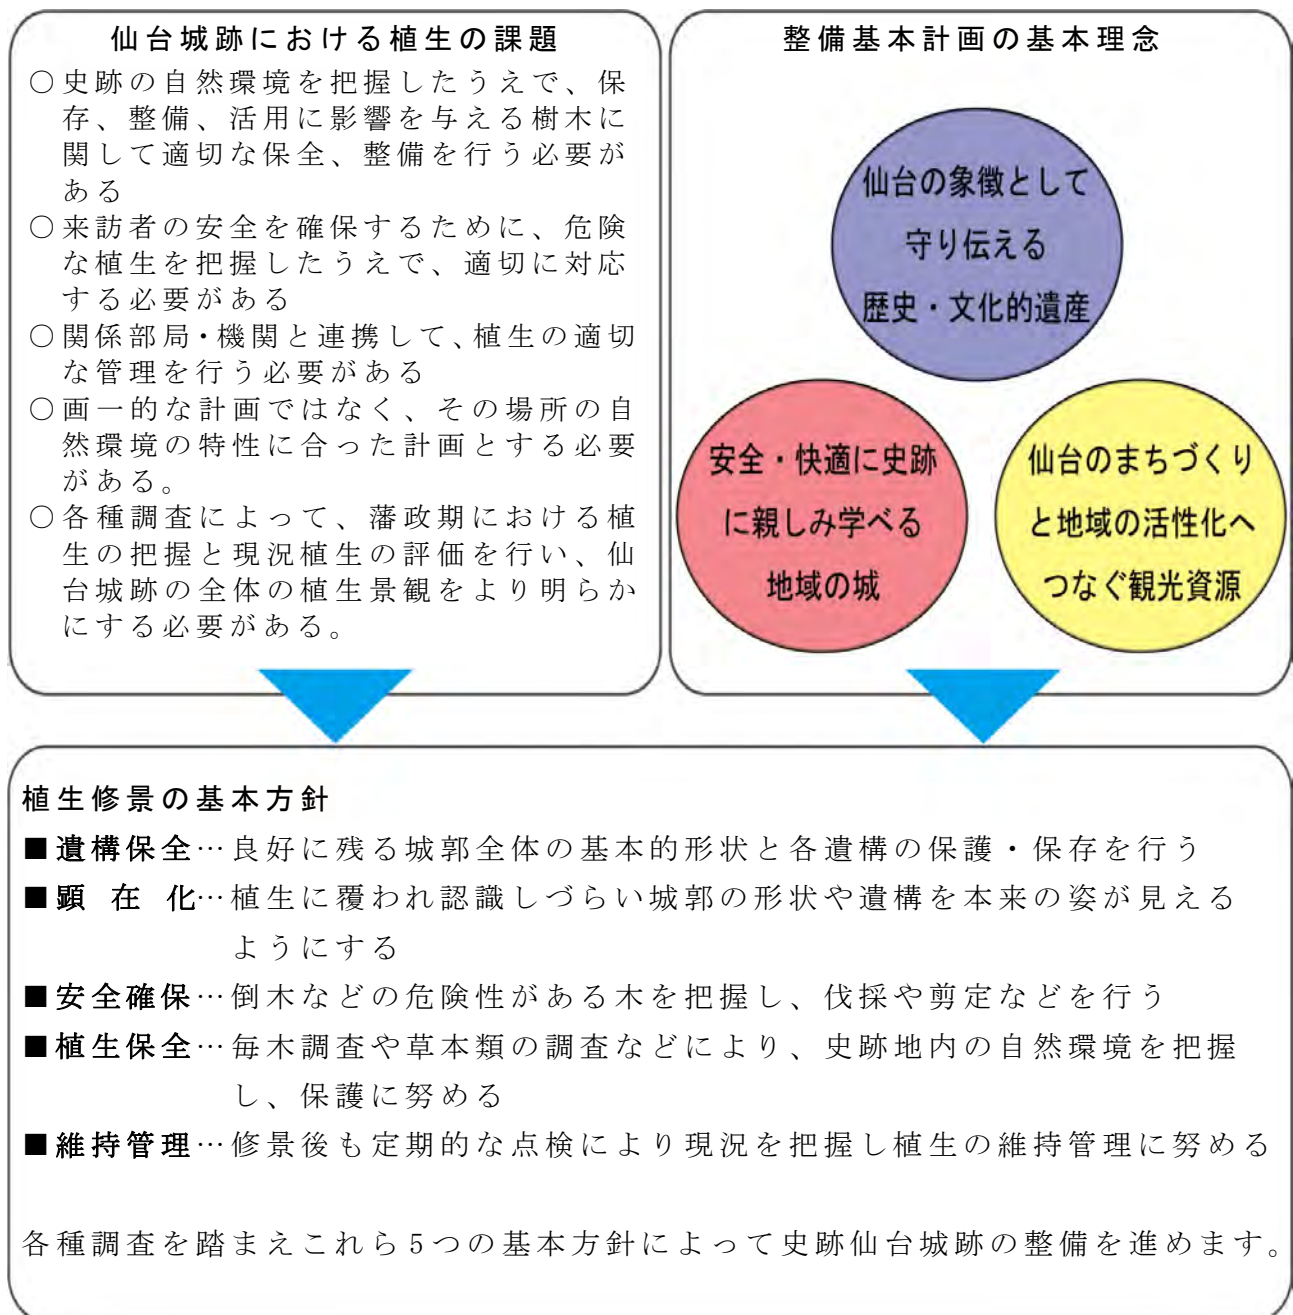 仙台城跡における植生の課題
○史跡の自然環境を把握したうえで、保
存、整備、活用に影響を与える樹木に
関して適切な保全、整備を行う必要が
ある
○来訪者の安全を確保するために、危険
な植生を把握したうえで、適切に対応
する必要がある
○関係部局・機関と連携して、植生の適切
な管理を行う必要がある
○画一的な計画ではなく、その場所の自
然環境の特性に合った計画とする必要
がある。
○各種調査によって、藩政期における植
生の把握と現況植生の評価を行い、仙
台城跡の全体の植生景観をより明らか
にする必要がある。
整備基本計画の基本理念
仙台の象徴として
守り伝える
歴史・文化的遺産
安全・快適に史跡
に親しみ学べる
地域の城
仙台のまちづくり
と地域の活性化へ
つなぐ観光資源
植生修景の基本方針
■遺構保全…良好に残る城郭全体の基本的形状と各遺構の保護・保存を行う
■顕 在 化…植生に覆われ認識しづらい城郭の形状や遺構を本来の姿が見える
ようにする
■安全確保…倒木などの危険性がある木を把握し、伐採や剪定などを行う
■植生保全…毎木調査や草本類の調査などにより、史跡地内の自然環境を把握
し、保護に努める
■維持管理…修景後も定期的な点検により現況を把握し植生の維持管理に努める
各種調査を踏まえこれら5つの基本方針によって史跡仙台城跡の整備を進めます。